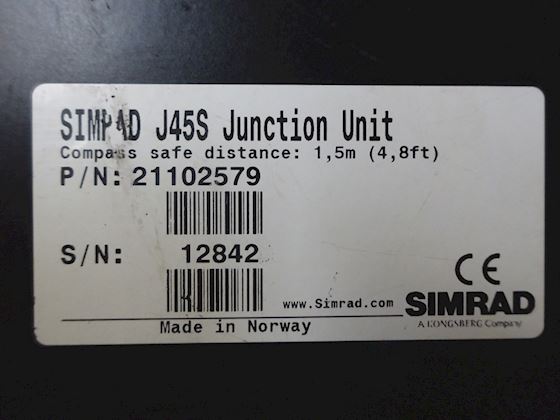 SIMRAD J45S Junction Unit
Compass safe distance: 1,5m (4,8ft)
P/N: 21102579
S/N: 12842
CE
www.Simrad.com SIMRAD
A KONGSBERG Company
Made in Norway